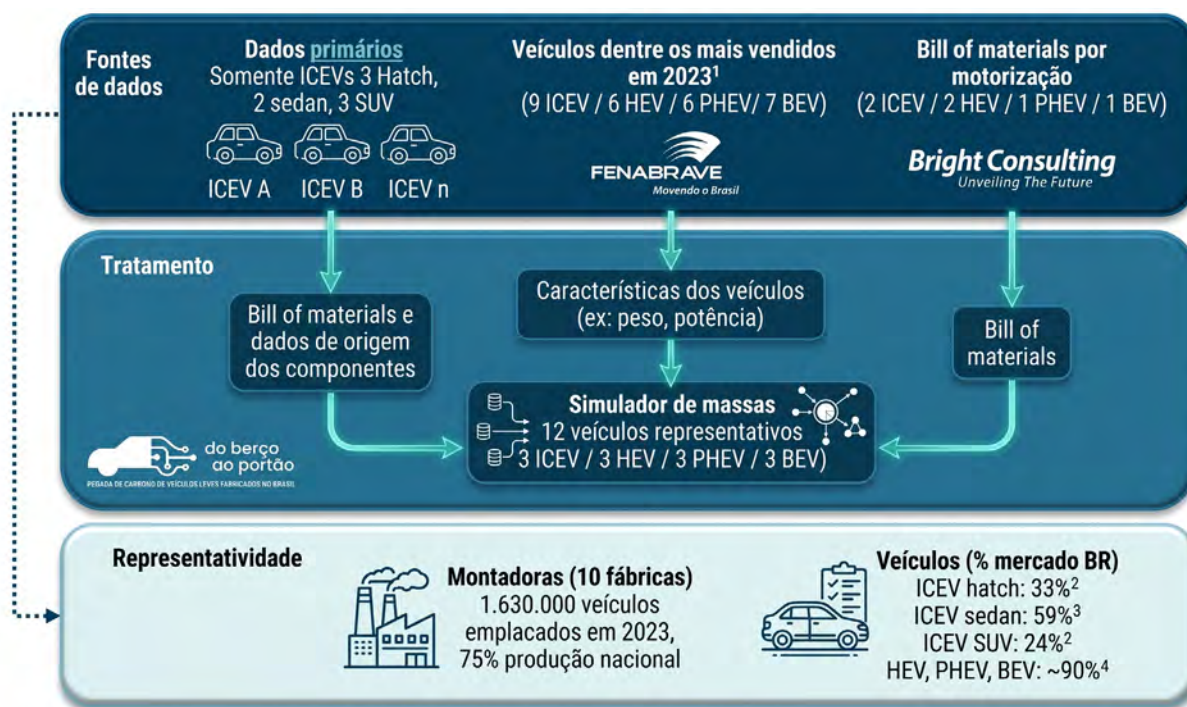 Fontes
de dados
Dados primários
Somente ICEVs 3 Hatch,
2 sedan, 3 SUV
ICEV A
ICEV B
ICEV n
Veículos dentre os mais vendidos
em 2023¹
(9 ICEV / 6 HEV / 6 PHEV/ 7 BEV)
FENABRAVE
Movendo o Brasil
Bill of materials por
motorização
(2 ICEV / 2 HEV / 1 PHEV / 1 BEV)
Bright Consulting
Unveiling The Future
Tratamento
Bill of materials e
dados de origem
dos componentes
Características dos veículos
(ex: peso, potência)
Bill of
materials
Simulador de massas
12 veículos representativos
3 ICEV / 3 HEV / 3 PHEV / 3 BEV)
do berço
ao portão
PEGADA DE CARBONO DE VEÍCULOS LEVES FABRICADOS NO BRASIL
Representatividade
Montadoras (10 fábricas)
1.630.000 veículos
emplacados em 2023,
75% produção nacional
Veículos (% mercado BR)
ICEV hatch: 33%²
ICEV sedan: 59%³
ICEV SUV: 24%²
HEV, PHEV, BEV: ~90%⁴